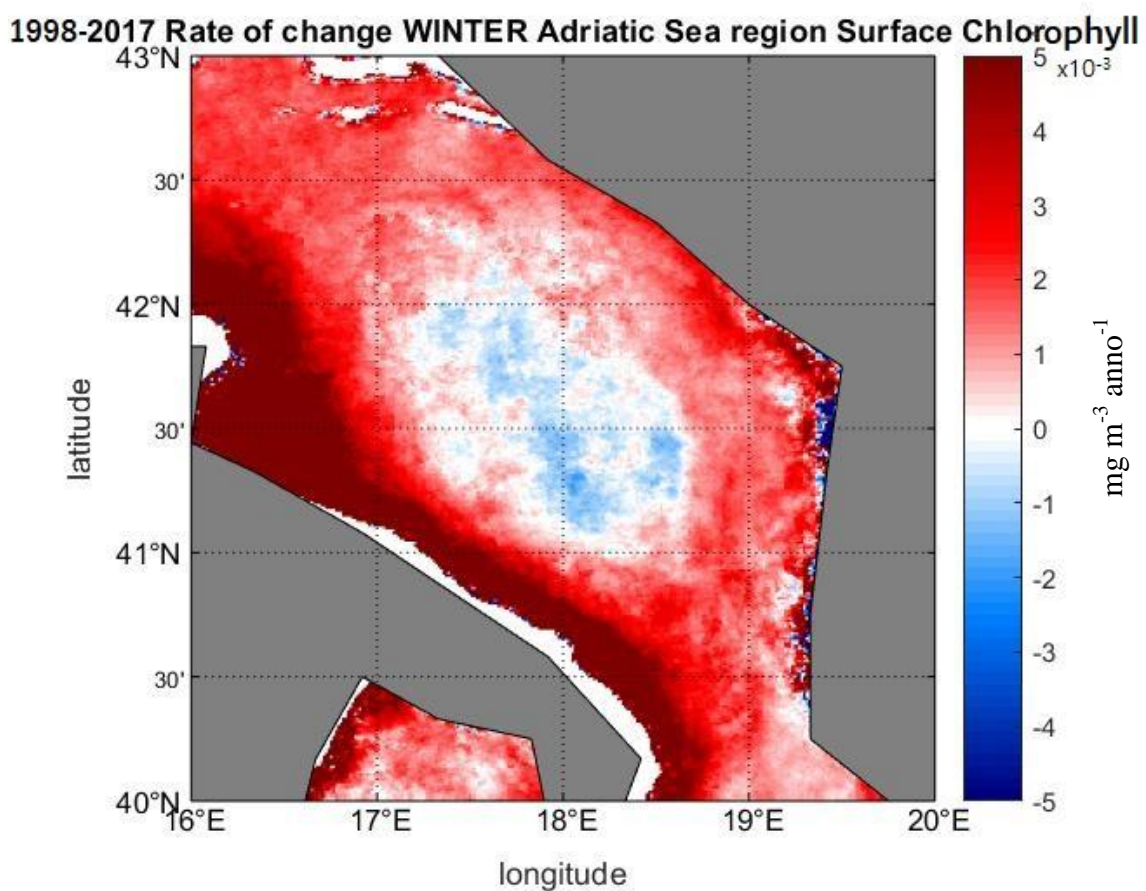 1998-2017 Rate of change WINTER Adriatic Sea region Surface Chlorophyll
43°N
30'
42°N
30'
41°N
30'
40°N
latitude
16°E
17°E
18°E
19°E
20°E
longitude
5
x10⁻³
4
3
2
1
0
-1
-2
-3
-4
-5
mg m⁻³ anno⁻¹